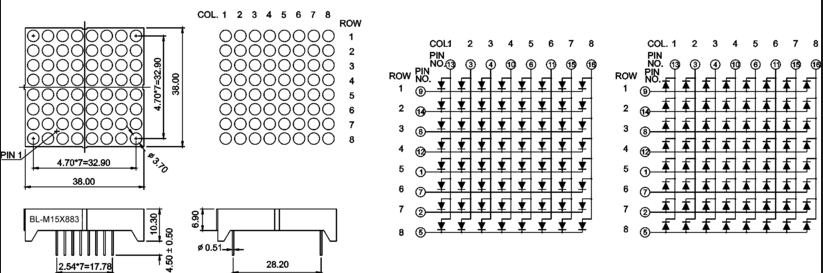 COL. 1 2 3 4 5 6 7 8
ROW
1
2
3
4
5
6
7
8
4.70*7=32.90
38.00
PIN 1
ø3.70
4.70*7=32.90
38.00
BL-M15X883
10.30
4.50 ± 0.50
2.54*7=17.78
6.90
ø 0.51
28.20
COL.1 2 3 4 5 6 7 8
PIN
NO. 13 3 4 10 6 11 15 16
ROW PIN
NO.
1 9
2 14
3 8
4 12
5 1
6 7
7 2
8 5
COL. 1 2 3 4 5 6 7 8
PIN
NO. 13 3 4 10 6 11 15 16
ROW PIN
NO.
1 9
2 14
3 8
4 12
5 1
6 7
7 2
8 5